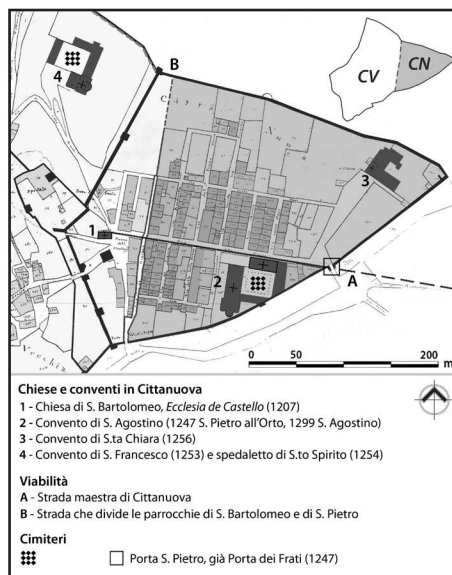 4
B
CV
CN
Città
3
1
2
A
Vecchia
0 50 200 m
Chiese e conventi in Cittanuova
1 - Chiesa di S. Bartolomeo, Ecclesia de Castello (1207)
2 - Convento di S. Agostino (1247 S. Pietro all'Orto, 1299 S. Agostino)
3 - Convento di S.ta Chiara (1256)
4 - Convento di S. Francesco (1253) e spedaletto di S.to Spirito (1254)
Viabilità
A - Strada maestra di Cittanuova
B - Strada che divide le parrocchie di S. Bartolomeo e di S. Pietro
Cimiteri
Porta S. Pietro, già Porta dei Frati (1247)